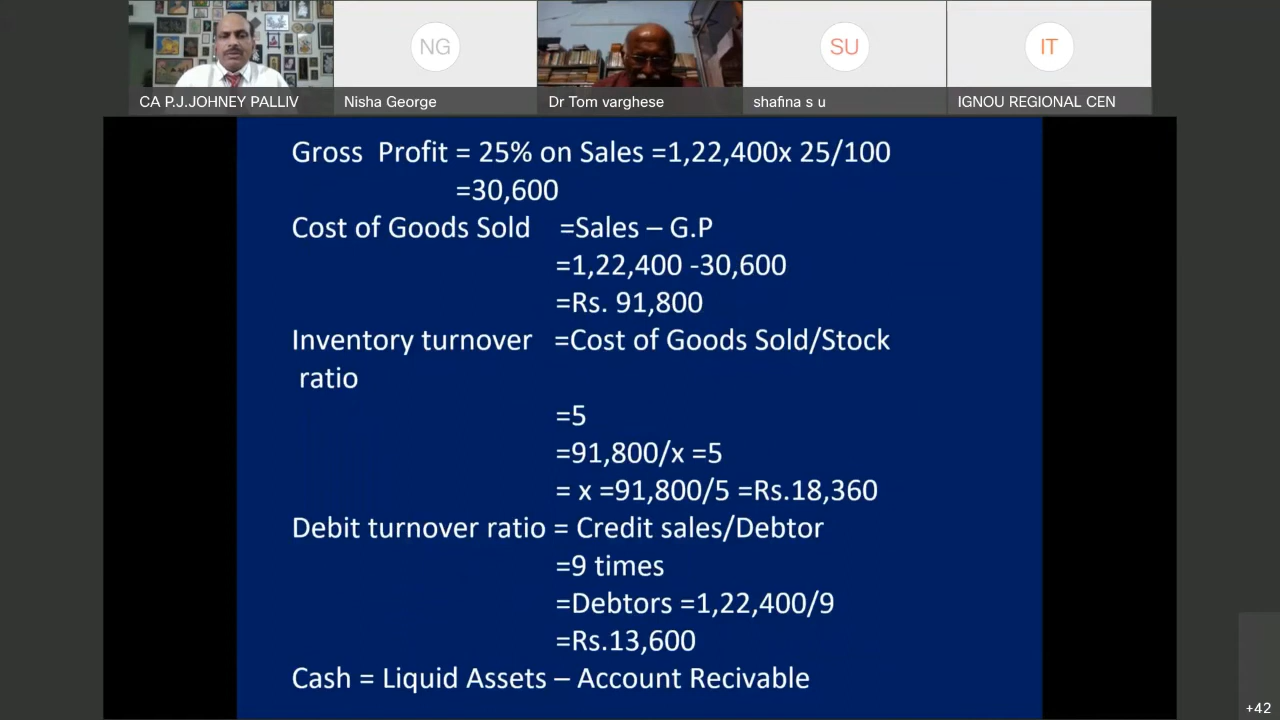 NG
SU
IT
CA P.J.JOHNEY PALLIV
Nisha George
Dr Tom varghese
shafina s u
IGNOU REGIONAL CEN
Gross Profit = 25% on Sales =1,22,400x 25/100
=30,600
Cost of Goods Sold =Sales – G.P
=1,22,400 -30,600
=Rs. 91,800
Inventory turnover =Cost of Goods Sold/Stock
ratio
=5
=91,800/x =5
= x =91,800/5 =Rs.18,360
Debit turnover ratio = Credit sales/Debtor
=9 times
=Debtors =1,22,400/9
=Rs.13,600
Cash = Liquid Assets – Account Recivable
+42